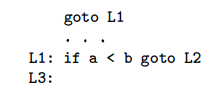 goto L1
. . .
L1: if a < b goto L2
L3: